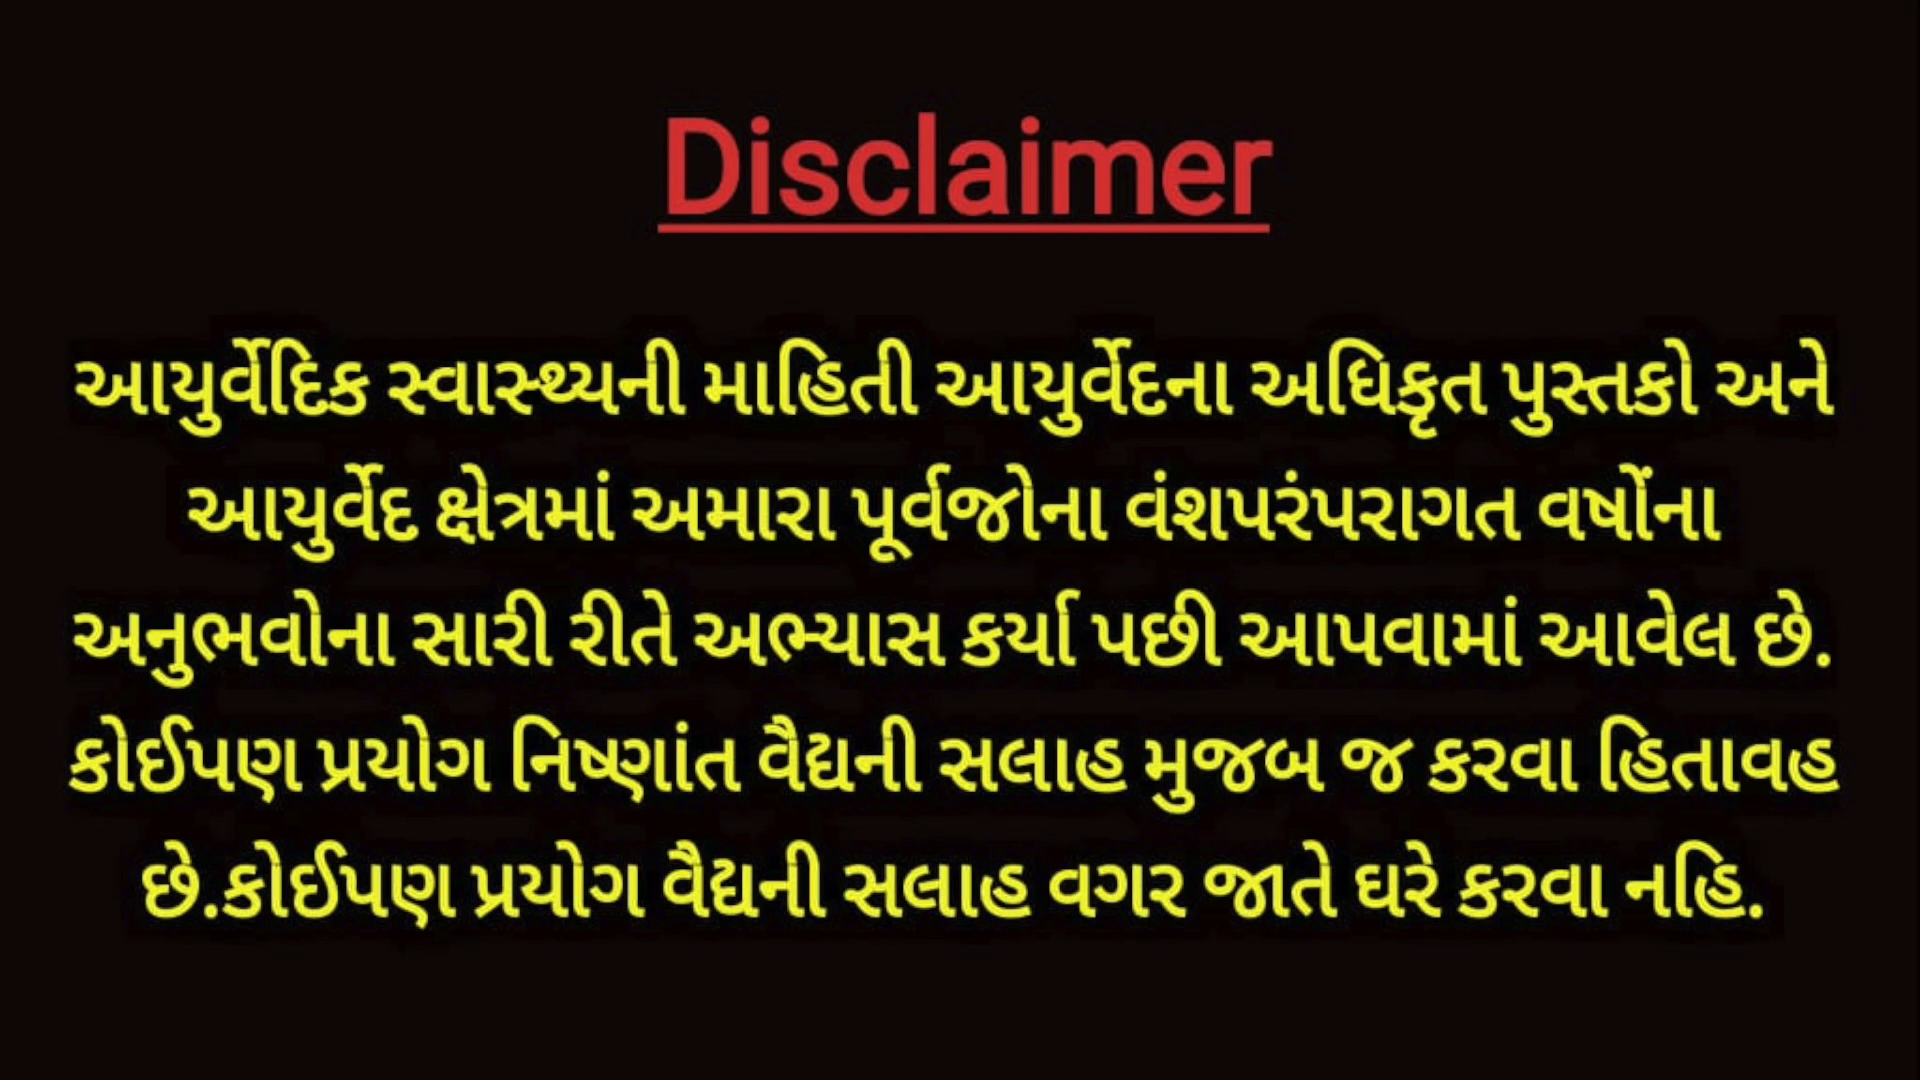 Disclaimer
આયુર્વેદિક સ્વાસ્થ્યની માહિતી આયુર્વેદના અધિકૃત પુસ્તકો અને
આયુર્વેદ ક્ષેત્રમાં અમારા પૂર્વજોના વંશપરંપરાગત વર્ષોંના
અનુભવોના સારી રીતે અભ્યાસ કર્યા પછી આપવામાં આવેલ છે.
કોઈપણ પ્રયોગ નિષ્ણાંત વૈદ્યની સલાહ મુજબ જ કરવા હિતાવહ
છે.કોઈપણ પ્રયોગ વૈદ્યની સલાહ વગર જાતે ઘરે કરવા નહિ.